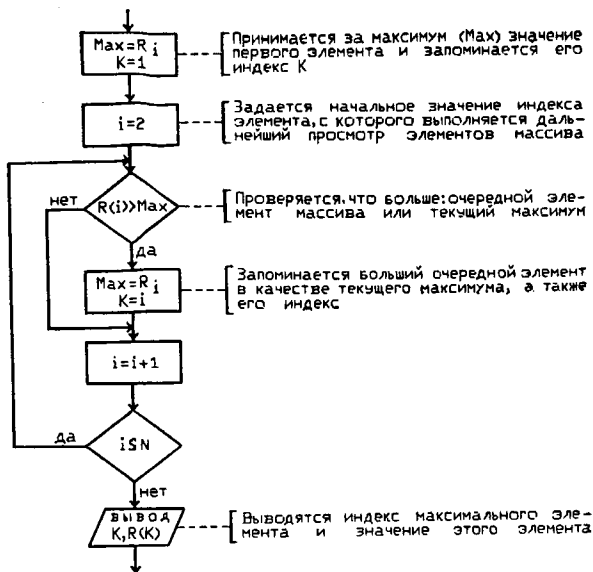 Max=R i
K=1
Принимается за максимум (Max) значение
первого элемента и запоминается его
индекс K
i=2
Задается начальное значение индекса
элемента, с которого выполняется даль-
нейший просмотр элементов массива
нет
R(i)>Max
Проверяется, что больше: очередной эле-
мент массива или текущий максимум
да
Max=R i
K=i
Запоминается больший очередной элемент
в качестве текущего максимума, а также
его индекс
i=i+1
да
i≤N
нет
вывод
K,R(K)
Выводятся индекс максимального эле-
мента и значение этого элемента